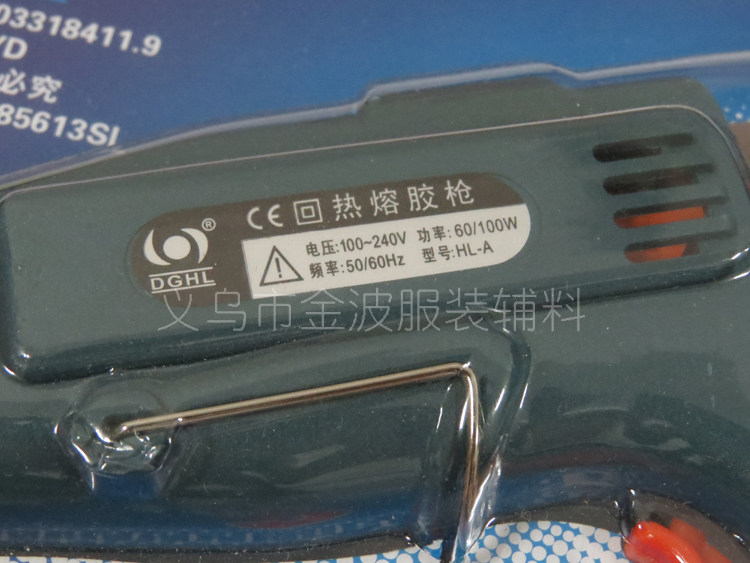 03318411.9
YD
必究
85613SI
CE 回 热熔胶枪
®
DGHL
电压:100~240V 功率:60/100W
频率:50/60Hz 型号:HL-A
义乌市金波服装辅料